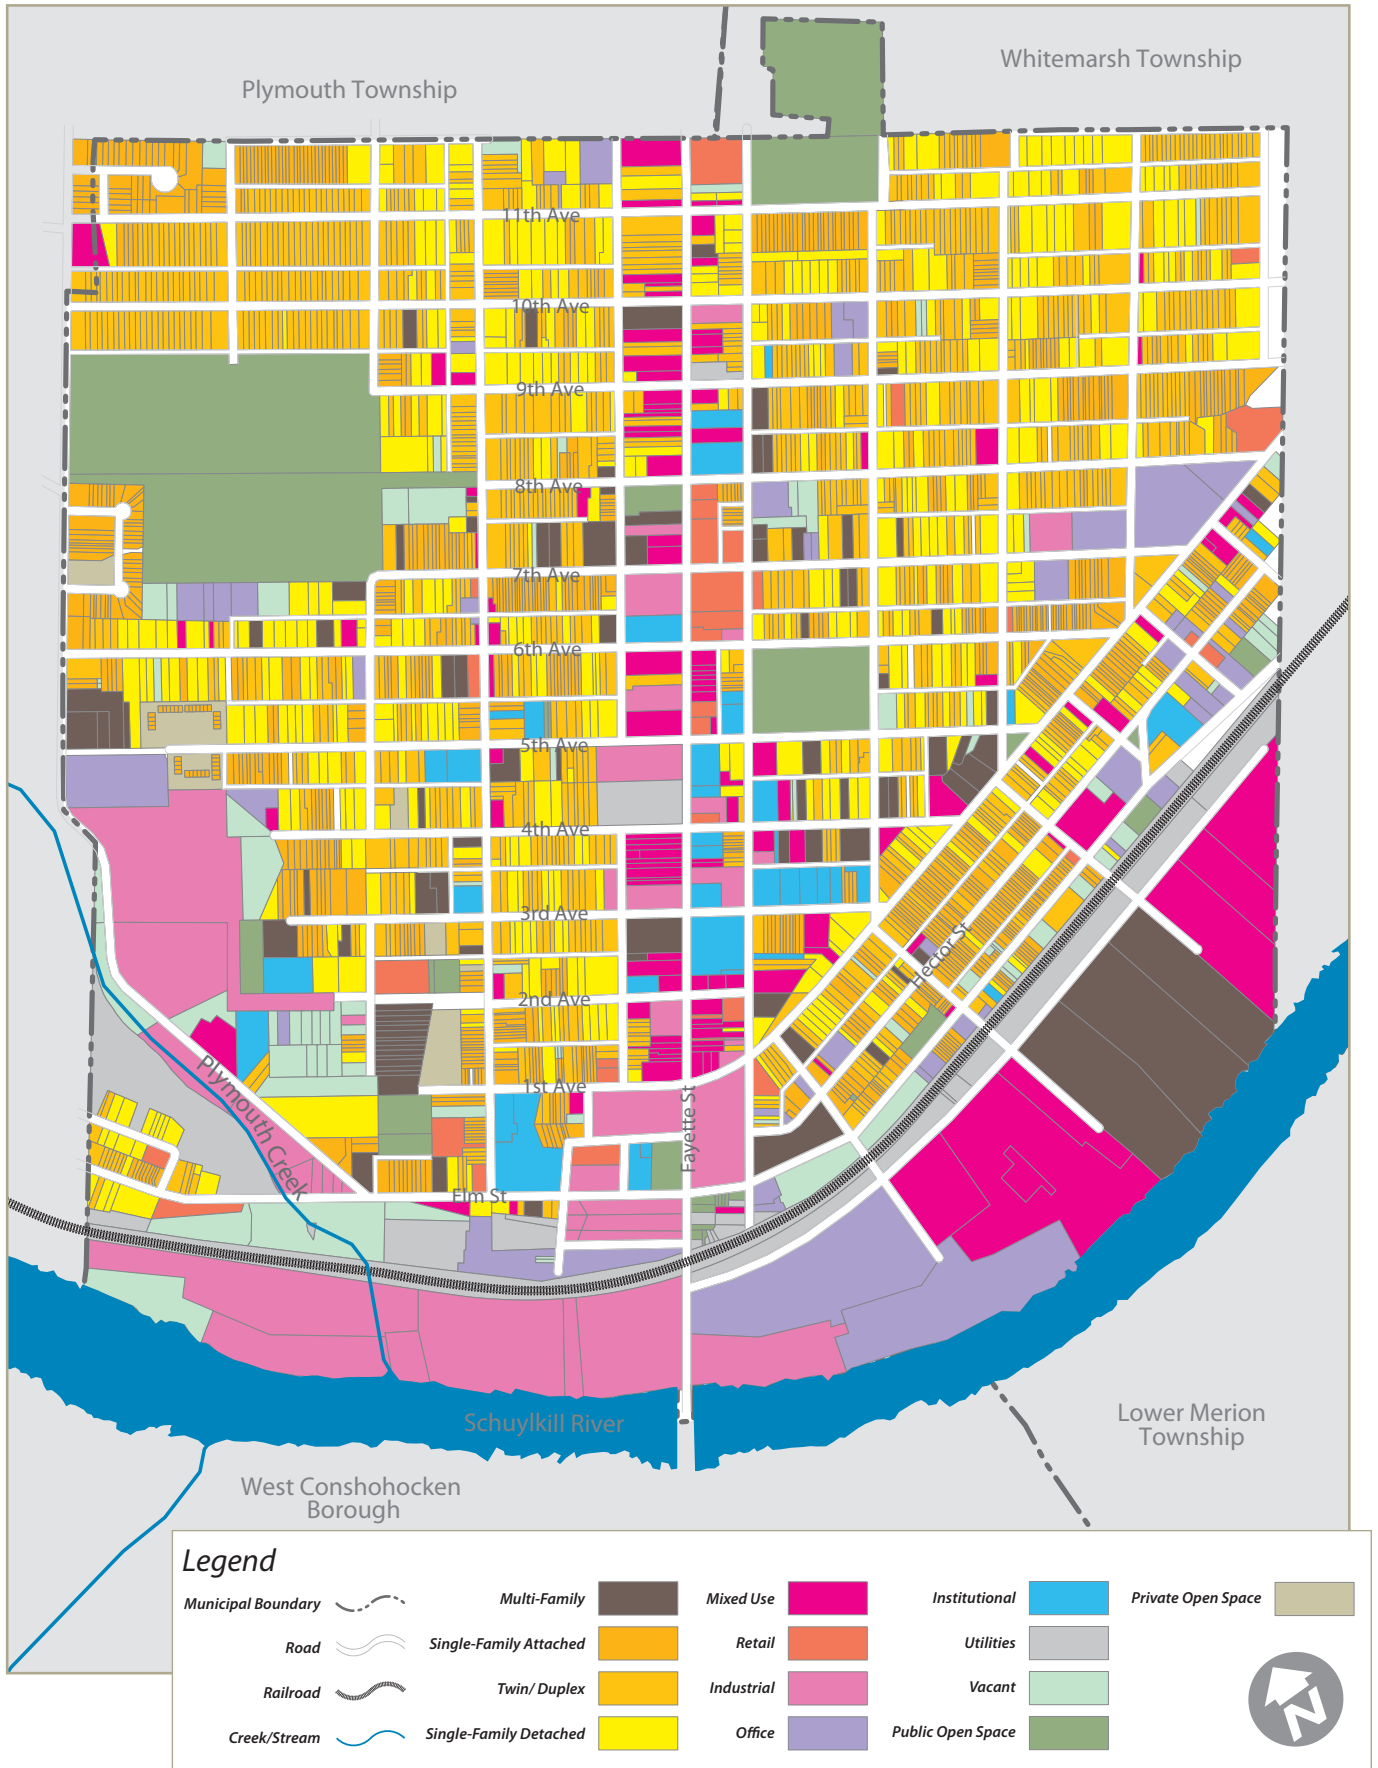 Plymouth Township
Whitemarsh Township
11th Ave
10th Ave
9th Ave
8th Ave
7th Ave
6th Ave
5th Ave
4th Ave
3rd Ave
Hector St
2nd Ave
1st Ave
Plymouth Creek
Fayette St
Elm St
Schuylkill River
Lower Merion
Township
West Conshohocken
Borough
Legend
Municipal Boundary
Road
Railroad
Creek/Stream
Multi-Family
Single-Family Attached
Twin/ Duplex
Single-Family Detached
Mixed Use
Retail
Industrial
Office
Institutional
Utilities
Vacant
Public Open Space
Private Open Space
N